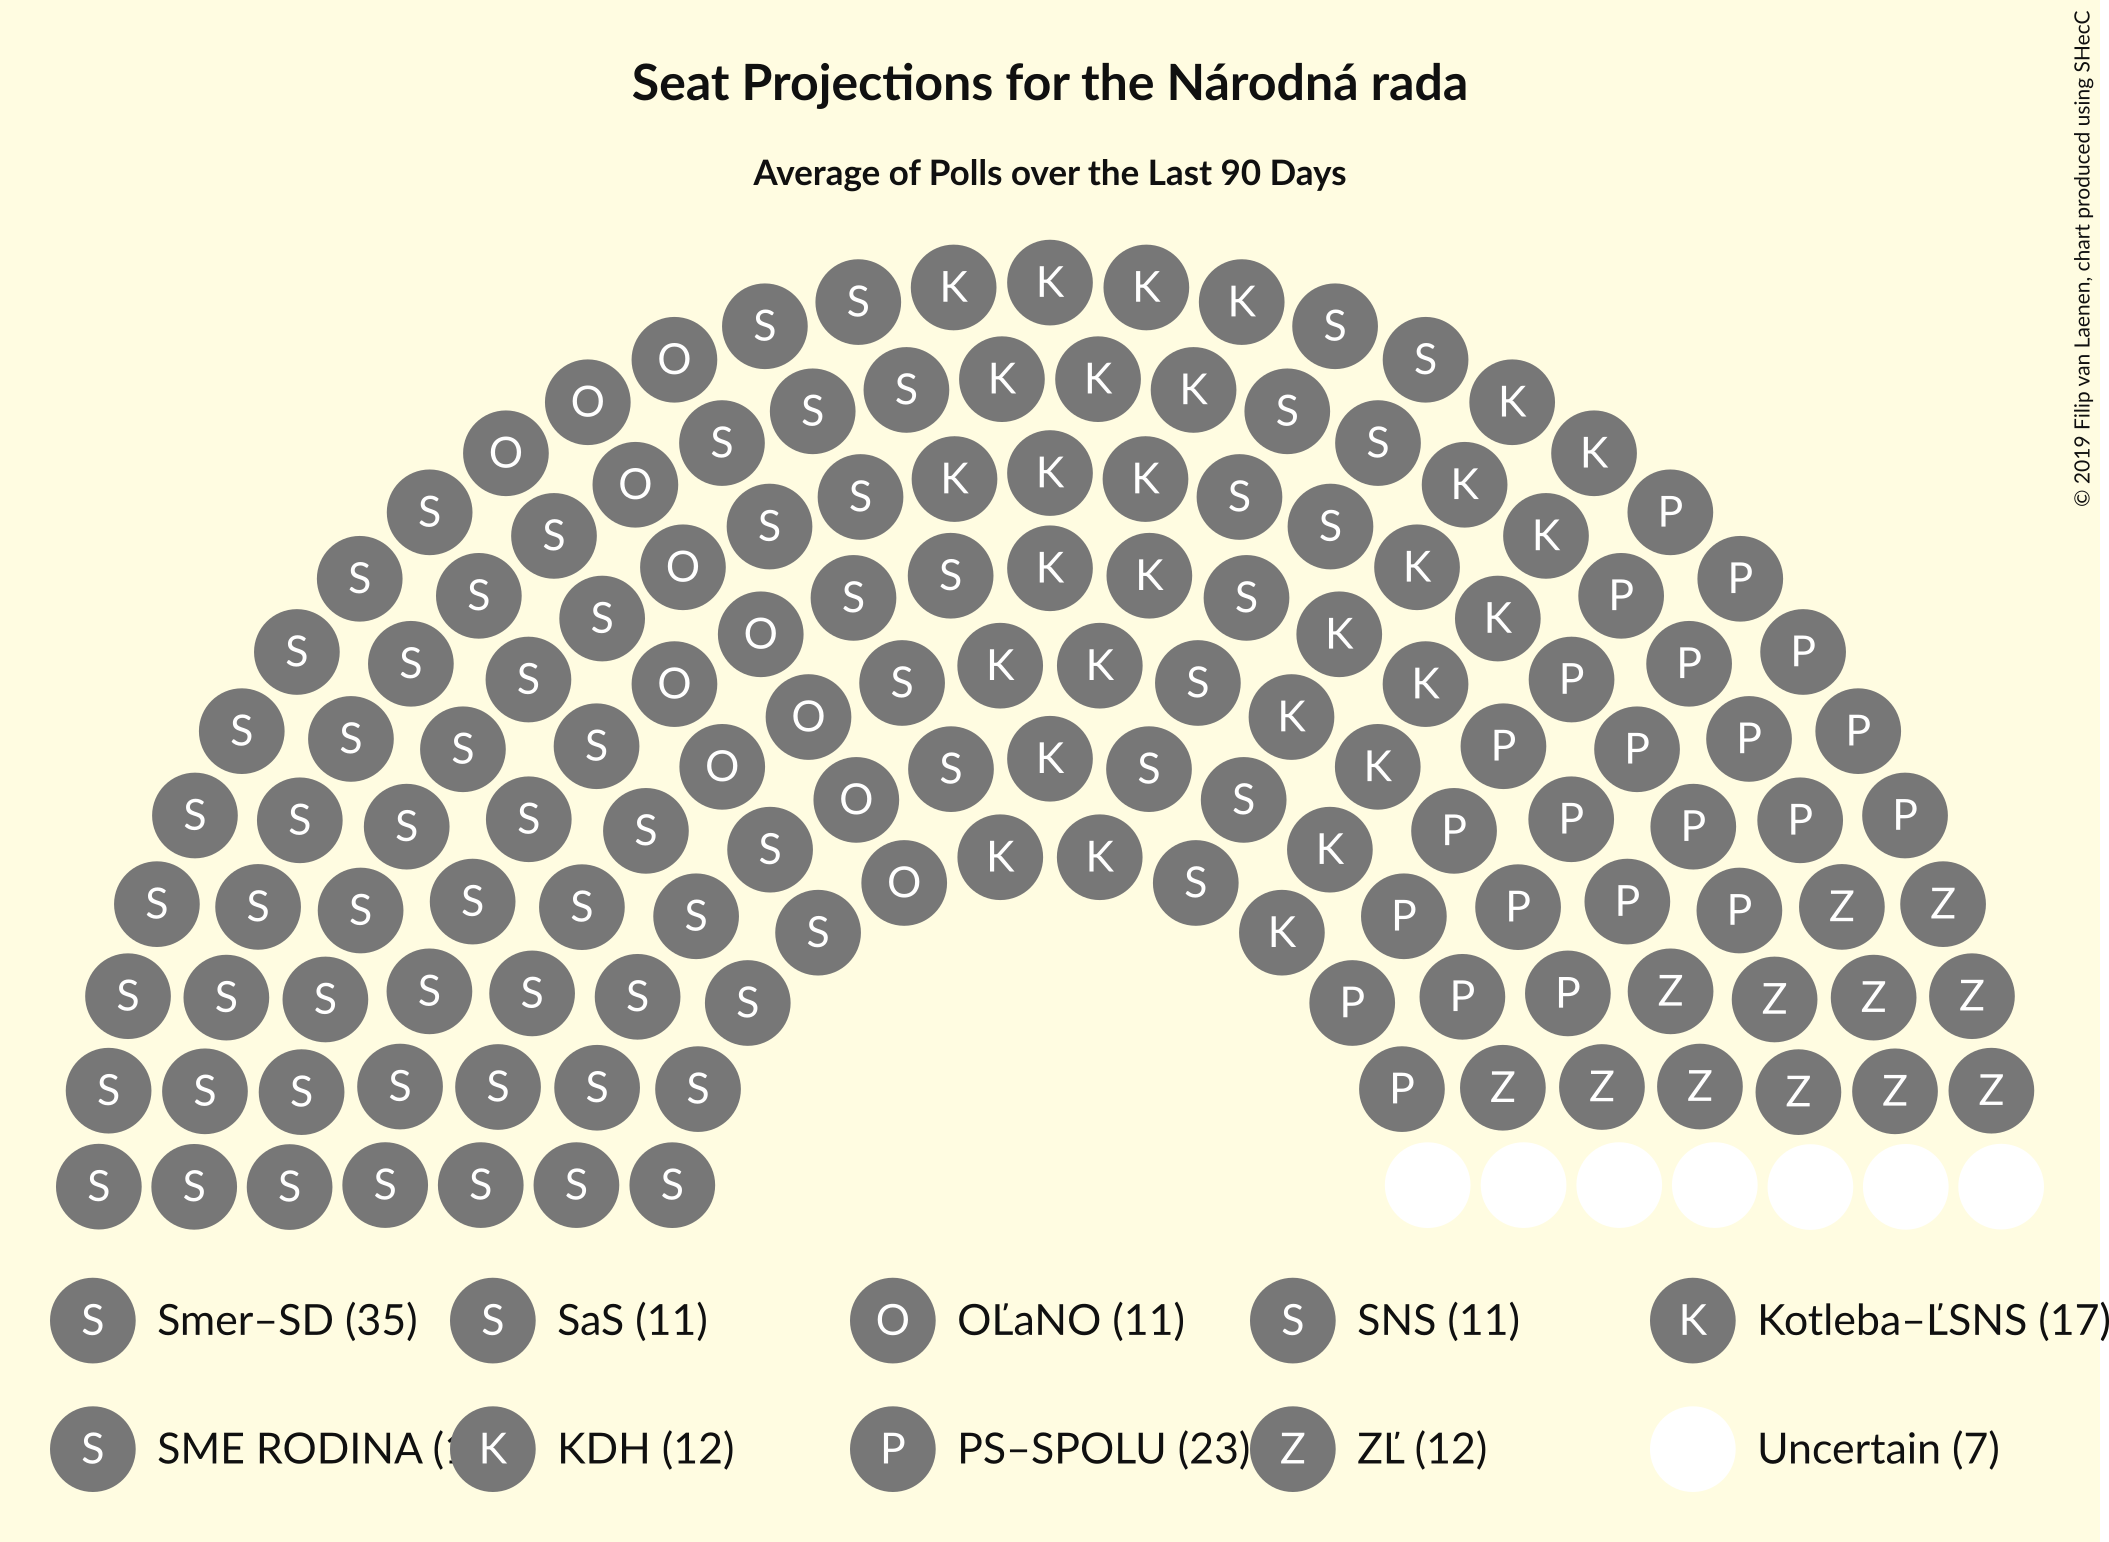 Seat Projections for the Národná rada
Average of Polls over the Last 90 Days
© 2019 Filip van Laenen, chart produced using SHecC
S K K K K
S S
O S
S K K K
O S S K
O S S K
O K K K K
S S
S S S P
S K
S O S K K K P
S S S P
S O K K
S S K K P P
S O S S K P
O K
S S S S P P P P
O S K S K
O S
S S S S S P P P P P
S K K K
O S
S S S S S S P P P P Z Z
S K
S S S S S S S P P P Z Z Z Z
S S S S S S S P Z Z Z Z Z Z
S S S S S S S
S Smer–SD (35) S SaS (11) O OĽaNO (11) S SNS (11) K Kotleba–ĽSNS (17)
S SME RODINA K KDH (12) P PS–SPOLU (23) Z ZĽ (12) Uncertain (7)